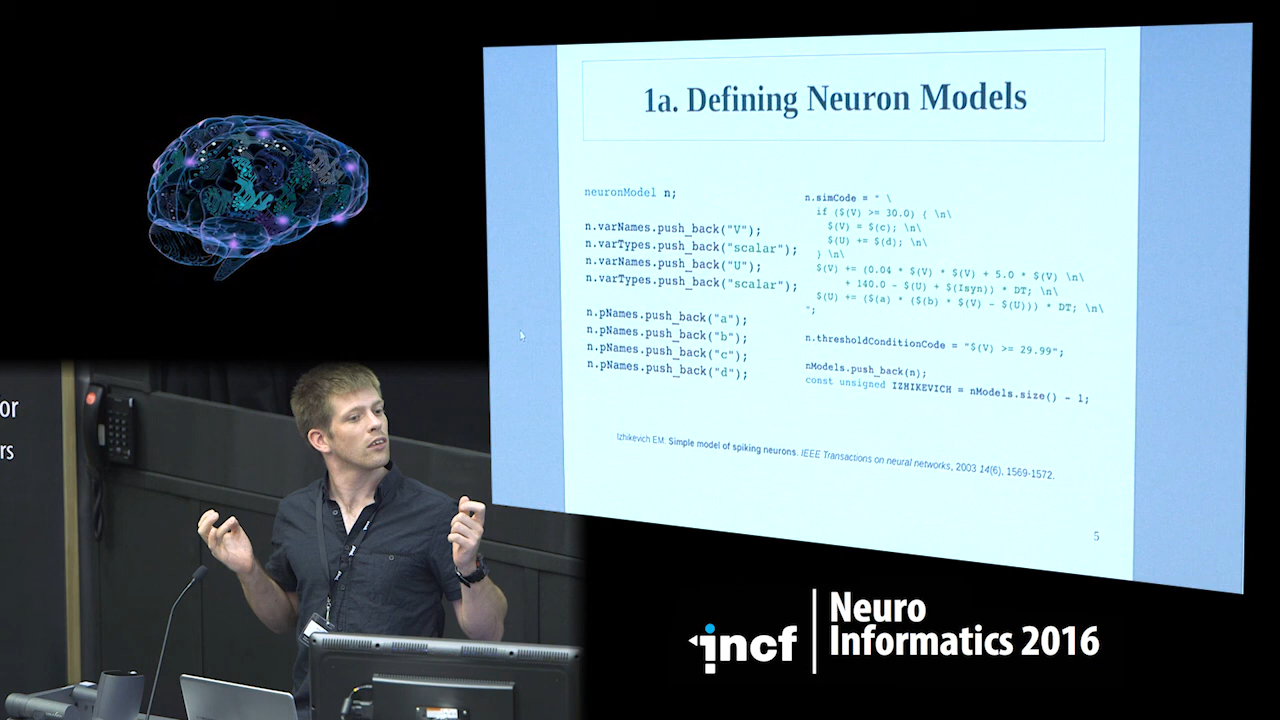 1a. Defining Neuron Models
neuronModel n;
n.varNames.push_back("V");
n.varTypes.push_back("scalar");
n.varNames.push_back("U");
n.varTypes.push_back("scalar");
n.pNames.push_back("a");
n.pNames.push_back("b");
n.pNames.push_back("c");
n.pNames.push_back("d");
n.simCode = " \
if ($(V) >= 30.0) { \n\
$(V) = $(c); \n\
$(U) += $(d); \n\
} \n\
$(V) += (0.04 * $(V) * $(V) + 5.0 * $(V) \n\
+ 140.0 - $(U) + $(Isyn)) * DT; \n\
$(U) += ($(a) * ($(b) * $(V) - $(U))) * DT; \n\
";
n.thresholdConditionCode = "$(V) >= 29.99";
nModels.push_back(n);
const unsigned IZHIKEVICH = nModels.size() - 1;
Izhikevich EM. Simple model of spiking neurons. IEEE Transactions on neural networks, 2003 14(6), 1569-1572.
5
or
rs
incf
Neuro
Informatics 2016